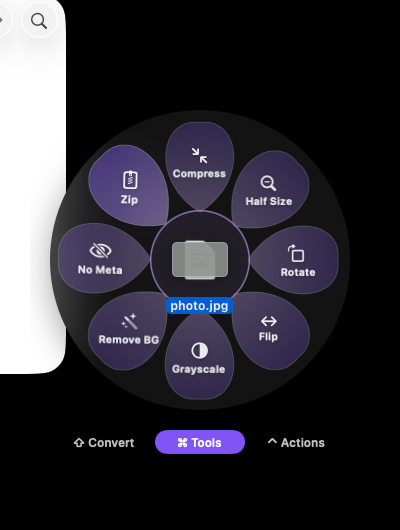 Compress
Zip
Half Size
No Meta
Rotate
photo.jpg
Remove BG
Flip
Grayscale
⇧ Convert
⌘ Tools
⌃ Actions